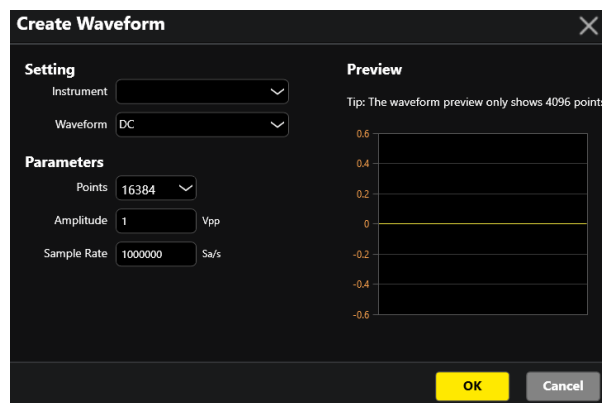 Create Waveform
Setting
Instrument
Waveform DC
Parameters
Points 16384
Amplitude 1 Vpp
Sample Rate 1000000 Sa/s
Preview
Tip: The waveform preview only shows 4096 points
0.6
0.4
0.2
0
-0.2
-0.4
-0.6
OK Cancel